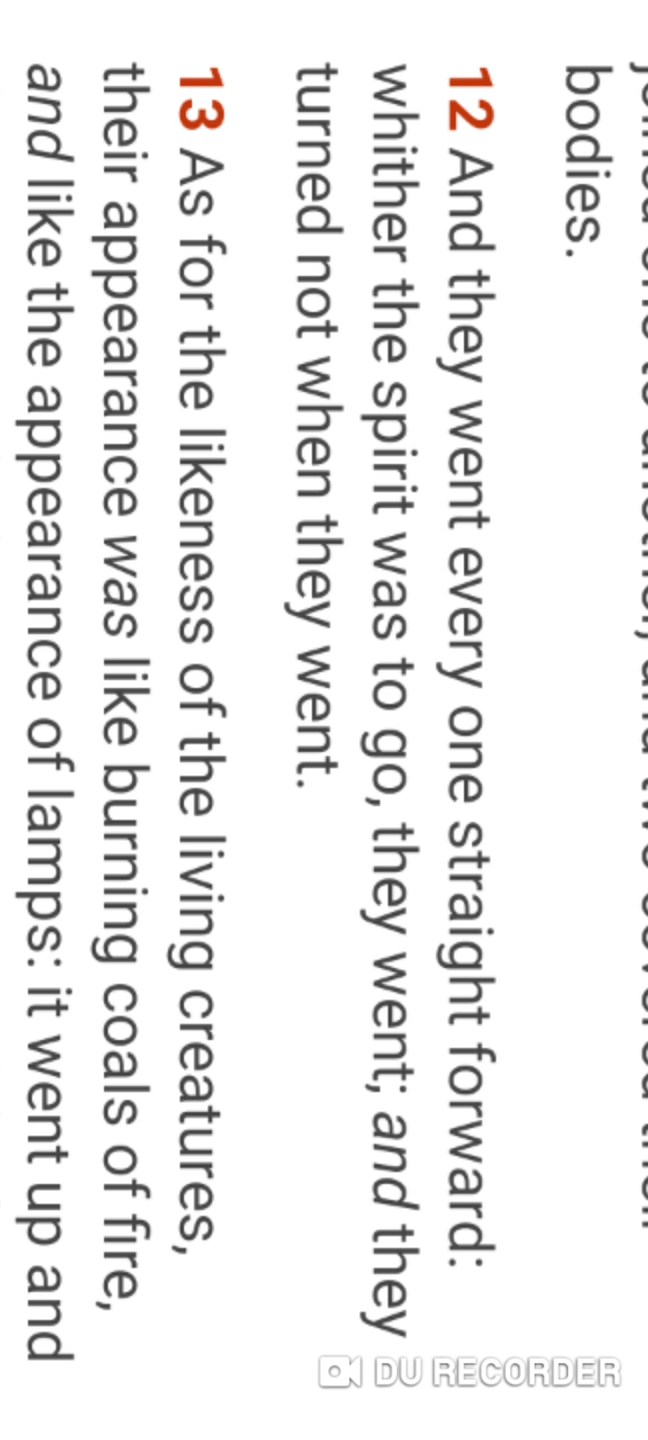 bodies.
12 And they went every one straight forward:
whither the spirit was to go, they went; and they
turned not when they went.
13 As for the likeness of the living creatures,
their appearance was like burning coals of fire,
and like the appearance of lamps: it went up and
DU RECORDER